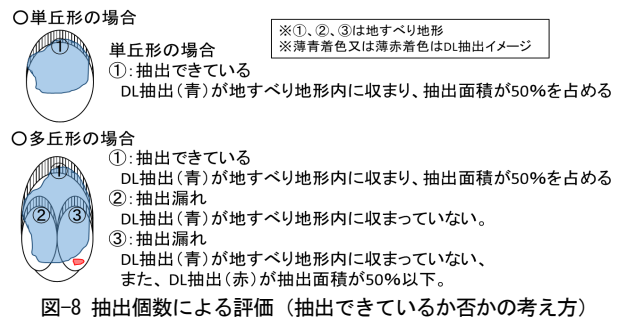 〇単丘形の場合
※①、②、③は地すべり地形
※薄青着色又は薄赤着色はDL抽出イメージ
①
単丘形の場合
①:抽出できている
DL抽出(青)が地すべり地形内に収まり、抽出面積が50%を占める
〇多丘形の場合
①
②
③
①:抽出できている
DL抽出(青)が地すべり地形内に収まり、抽出面積が50%を占める
②:抽出漏れ
DL抽出(青)が地すべり地形内に収まっていない。
③:抽出漏れ
DL抽出(青)が地すべり地形内に収まっていない、
また、DL抽出(赤)が抽出面積が50%以下。
図-8 抽出個数による評価(抽出できているか否かの考え方)